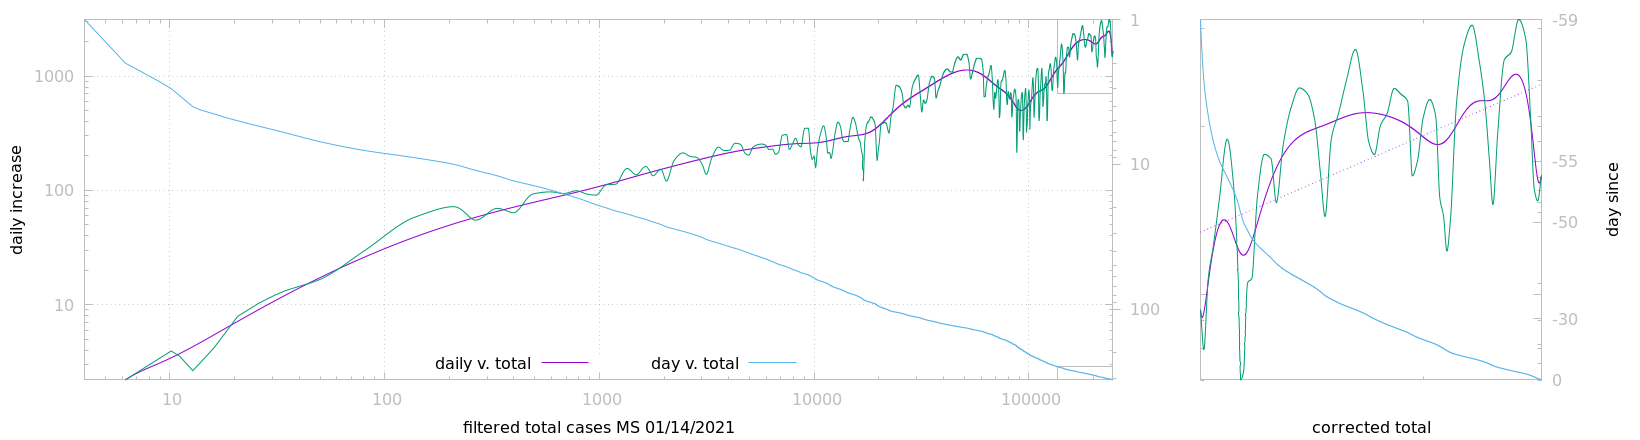 daily increase
1000
100
10
10
100
1000
10000
100000
filtered total cases MS 01/14/2021
daily v. total
day v. total
1
10
100
-59
-55
-50
-30
0
day since
corrected total